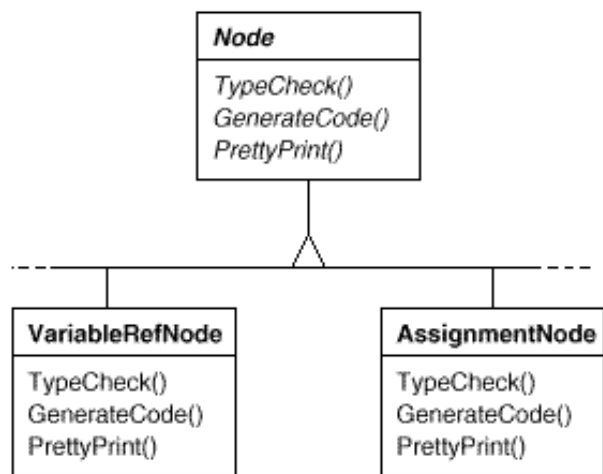 Node
TypeCheck()
GenerateCode()
PrettyPrint()
VariableRefNode
TypeCheck()
GenerateCode()
PrettyPrint()
AssignmentNode
TypeCheck()
GenerateCode()
PrettyPrint()